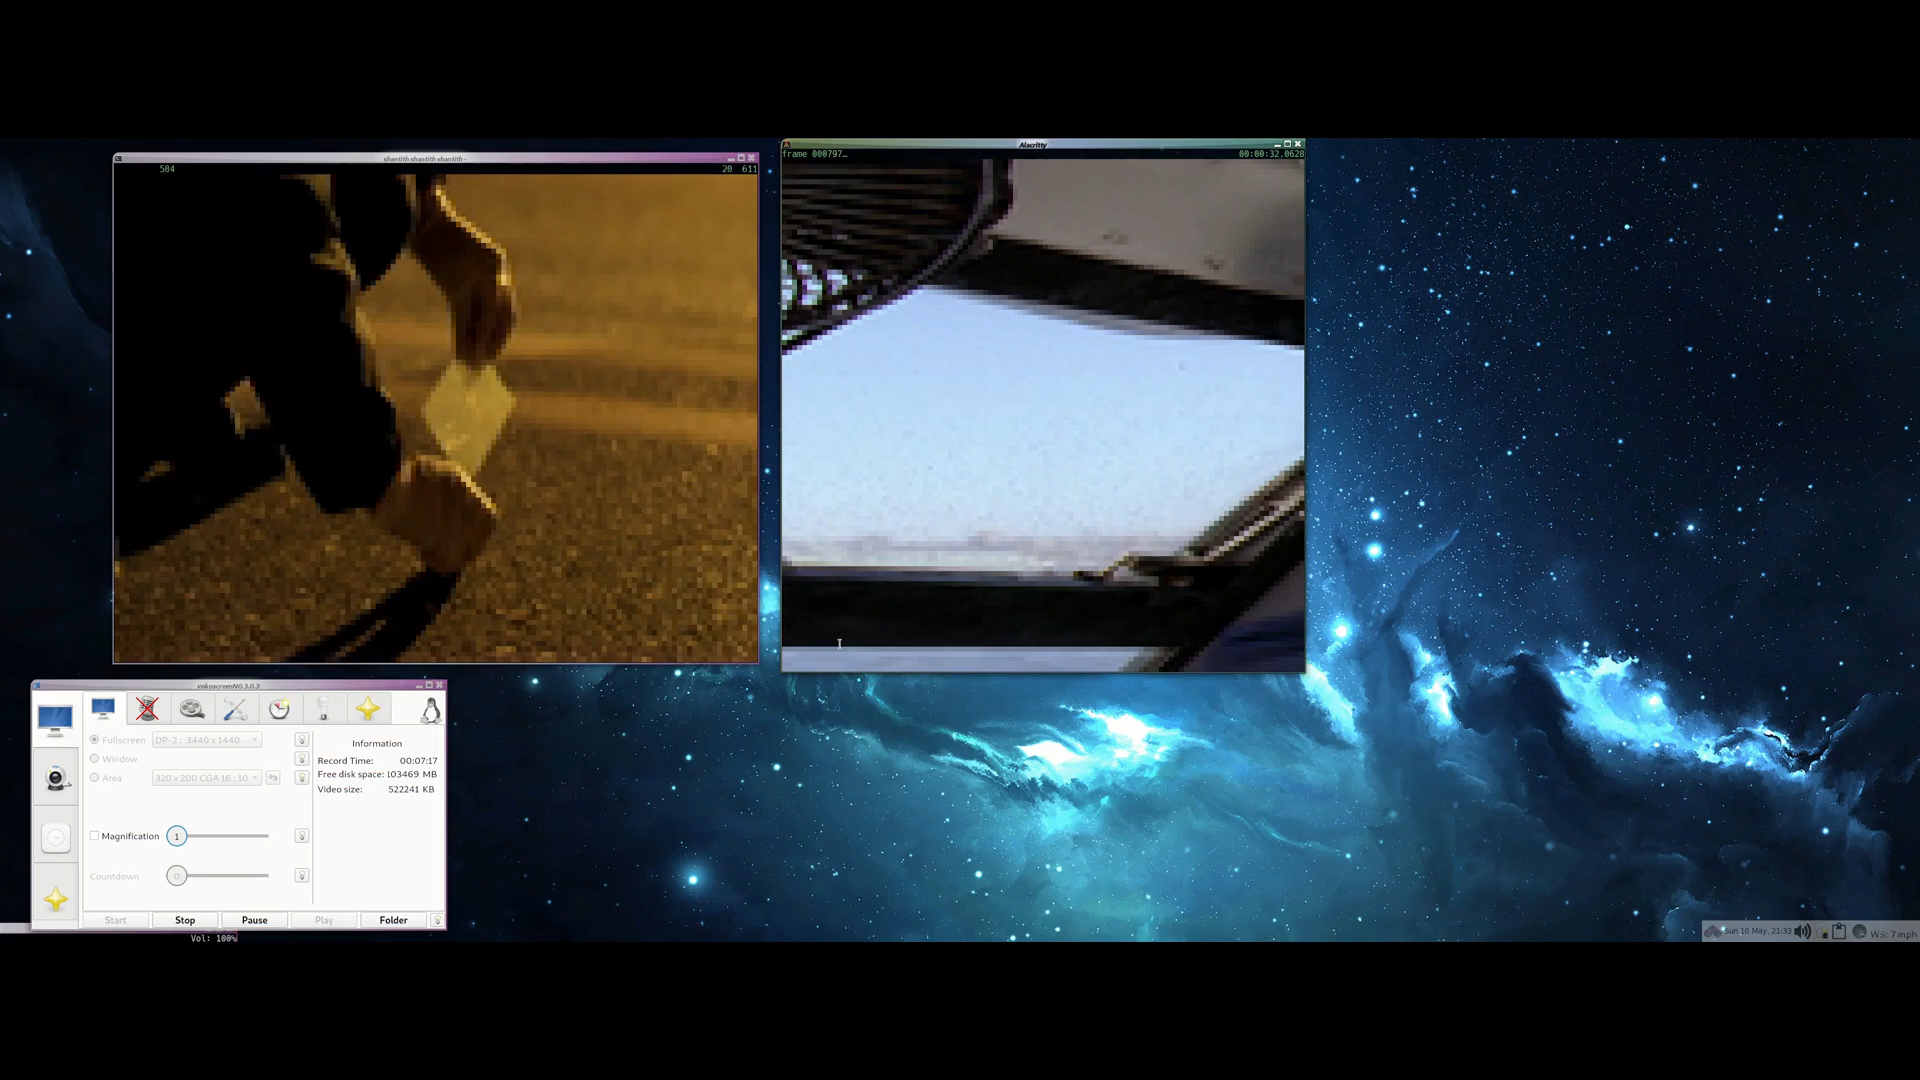 shantith shantith shantith -
504
20 611
Alacritty
frame 000797…
00:00:32.0628
vokoscreenNG 3.0.3
Fullscreen
DP-2 : 3440 x 1440
Window
Area
320 x 200 CGA 16 : 10
Magnification
1
Countdown
0
Information
Record Time: 00:07:17
Free disk space: 103469 MB
Video size: 522241 KB
Start
Stop
Pause
Play
Folder
Vol: 100%
Sun 10 May, 21:33
WS: 7 mph